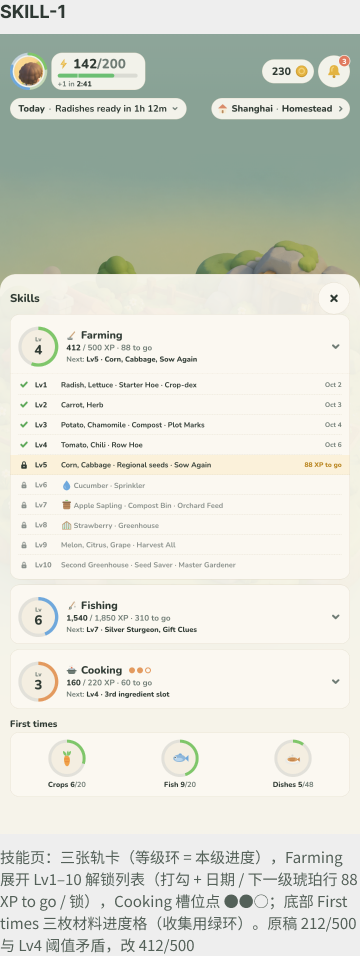 SKILL-1
142/200
+1 in 2:41
230
3
Today · Radishes ready in 1h 12m
Shanghai · Homestead
Skills
Lv
4
Farming
412 / 500 XP · 88 to go
Next: Lv5 · Corn, Cabbage, Sow Again
Lv1 Radish, Lettuce · Starter Hoe · Crop-dex Oct 2
Lv2 Carrot, Herb Oct 3
Lv3 Potato, Chamomile · Compost · Plot Marks Oct 4
Lv4 Tomato, Chili · Row Hoe Oct 6
Lv5 Corn, Cabbage · Regional seeds · Sow Again 88 XP to go
Lv6 Cucumber · Sprinkler
Lv7 Apple Sapling · Compost Bin · Orchard Feed
Lv8 Strawberry · Greenhouse
Lv9 Melon, Citrus, Grape · Harvest All
Lv10 Second Greenhouse · Seed Saver · Master Gardener
Lv
6
Fishing
1,540 / 1,850 XP · 310 to go
Next: Lv7 · Silver Sturgeon, Gift Clues
Lv
3
Cooking
160 / 220 XP · 60 to go
Next: Lv4 · 3rd ingredient slot
First times
Crops 6/20
Fish 9/20
Dishes 5/48
技能页：三张轨卡（等级环 = 本级进度），Farming
展开 Lv1–10 解锁列表（打勾 + 日期 / 下一级琥珀行 88
XP to go / 锁），Cooking 槽位点 ●●○；底部 First
times 三枚材料进度格（收集用绿环）。原稿 212/500
与 Lv4 阈值矛盾，改 412/500